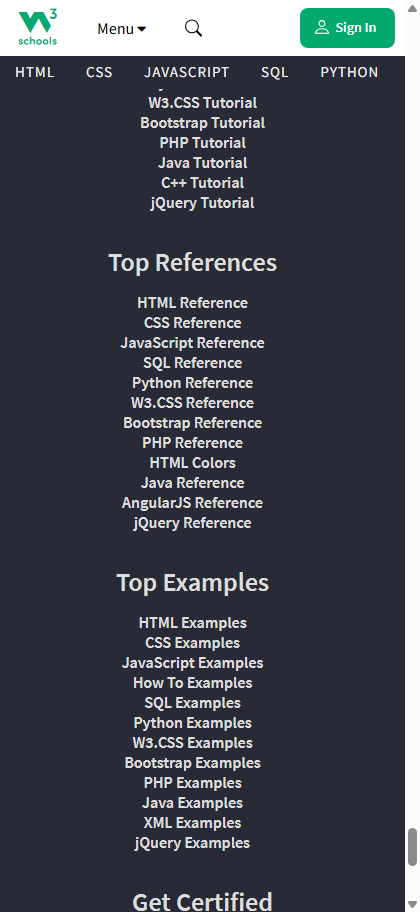 W3
schools
Menu
Sign In
HTML CSS JAVASCRIPT SQL PYTHON
W3.CSS Tutorial
Bootstrap Tutorial
PHP Tutorial
Java Tutorial
C++ Tutorial
jQuery Tutorial
Top References
HTML Reference
CSS Reference
JavaScript Reference
SQL Reference
Python Reference
W3.CSS Reference
Bootstrap Reference
PHP Reference
HTML Colors
Java Reference
AngularJS Reference
jQuery Reference
Top Examples
HTML Examples
CSS Examples
JavaScript Examples
How To Examples
SQL Examples
Python Examples
W3.CSS Examples
Bootstrap Examples
PHP Examples
Java Examples
XML Examples
jQuery Examples
Get Certified